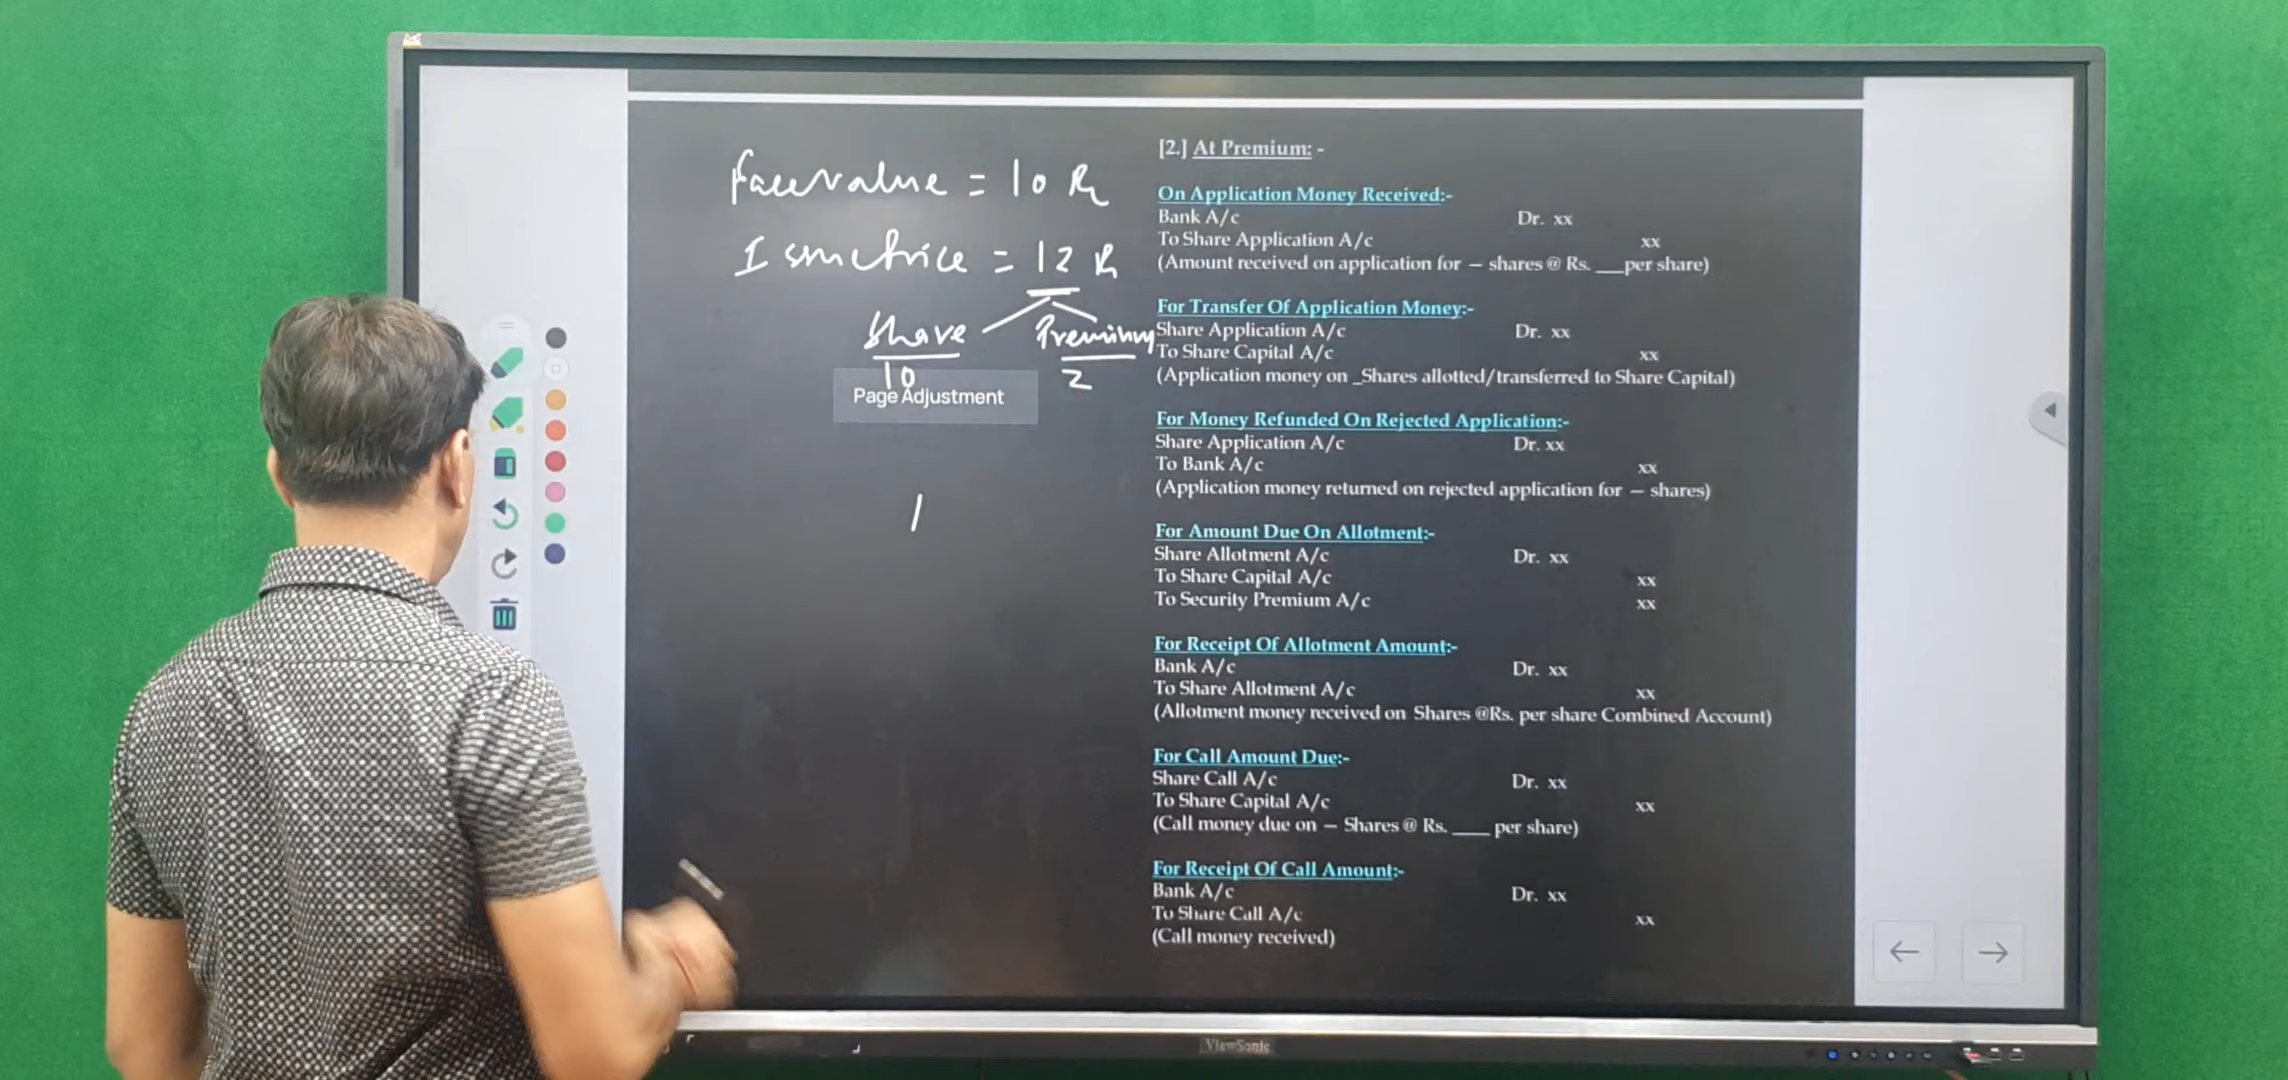 Facevalue = 10 R
Issueprice = 12 R
Share Premium
10 2
Page Adjustment
[2.] At Premium: -
On Application Money Received:-
Bank A/c Dr. xx
To Share Application A/c xx
(Amount received on application for – shares @ Rs. ___per share)
For Transfer Of Application Money:-
Share Application A/c Dr. xx
To Share Capital A/c xx
(Application money on _Shares allotted/transferred to Share Capital)
For Money Refunded On Rejected Application:-
Share Application A/c Dr. xx
To Bank A/c xx
(Application money returned on rejected application for – shares)
For Amount Due On Allotment:-
Share Allotment A/c Dr. xx
To Share Capital A/c xx
To Security Premium A/c xx
For Receipt Of Allotment Amount:-
Bank A/c Dr. xx
To Share Allotment A/c xx
(Allotment money received on Shares @Rs. per share Combined Account)
For Call Amount Due:-
Share Call A/c Dr. xx
To Share Capital A/c xx
(Call money due on – Shares @ Rs. ____ per share)
For Receipt Of Call Amount:-
Bank A/c Dr. xx
To Share Call A/c xx
(Call money received)
ViewSonic